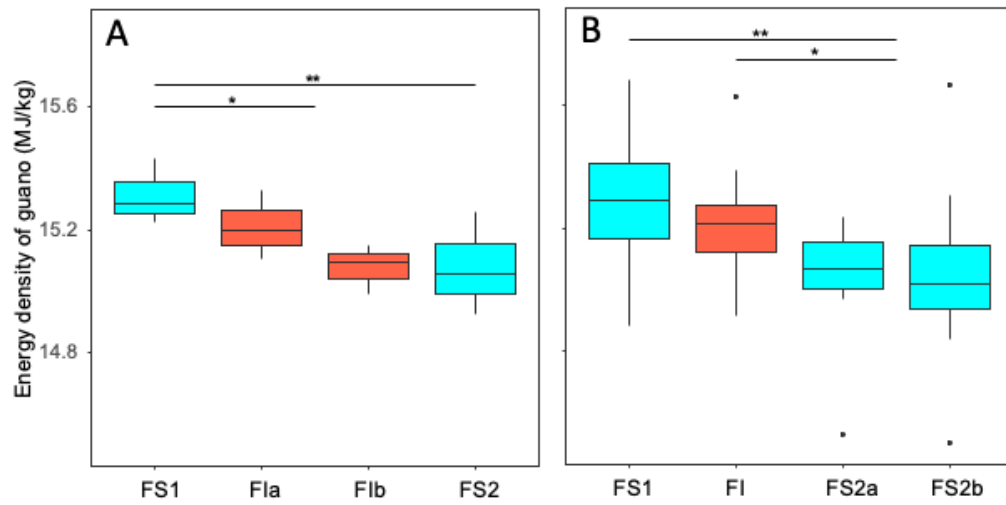 A
B
**
*
**
*
Energy density of guano (MJ/kg)
15.6
15.2
14.8
FS1 FIa FIb FS2
FS1 FI FS2a FS2b